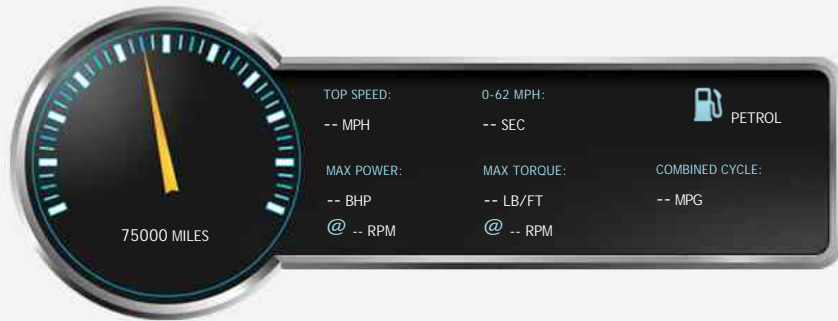 TOP SPEED:
-- MPH
0-62 MPH:
-- SEC
PETROL
MAX POWER:
-- BHP
@ -- RPM
MAX TORQUE:
-- LB/FT
@ -- RPM
COMBINED CYCLE:
-- MPG
75000 MILES